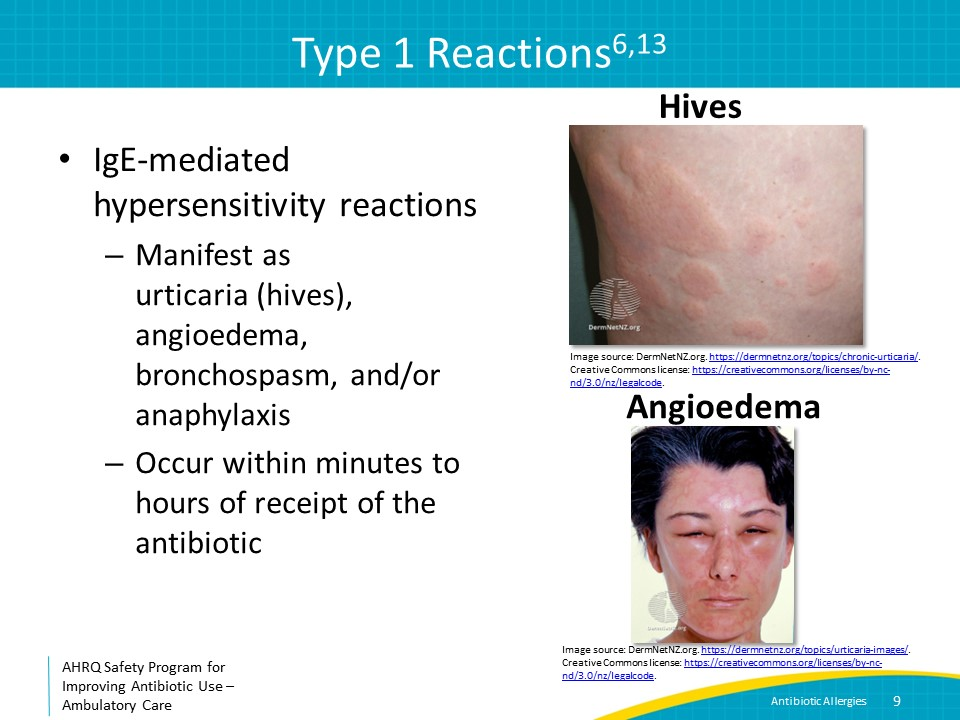 Type 1 Reactions6,13
• IgE-mediated
hypersensitivity reactions
– Manifest as
urticaria (hives),
angioedema,
bronchospasm, and/or
anaphylaxis
– Occur within minutes to
hours of receipt of the
antibiotic
Hives
DermNetNZ.org
Image source: DermNetNZ.org. https://dermnetnz.org/topics/chronic-urticaria/.
Creative Commons license: https://creativecommons.org/licenses/by-nc-
nd/3.0/nz/legalcode.
Angioedema
DermNetNZ.org
Image source: DermNetNZ.org. https://dermnetnz.org/topics/urticaria-images/.
Creative Commons license: https://creativecommons.org/licenses/by-nc-
nd/3.0/nz/legalcode.
AHRQ Safety Program for
Improving Antibiotic Use –
Ambulatory Care
Antibiotic Allergies 9